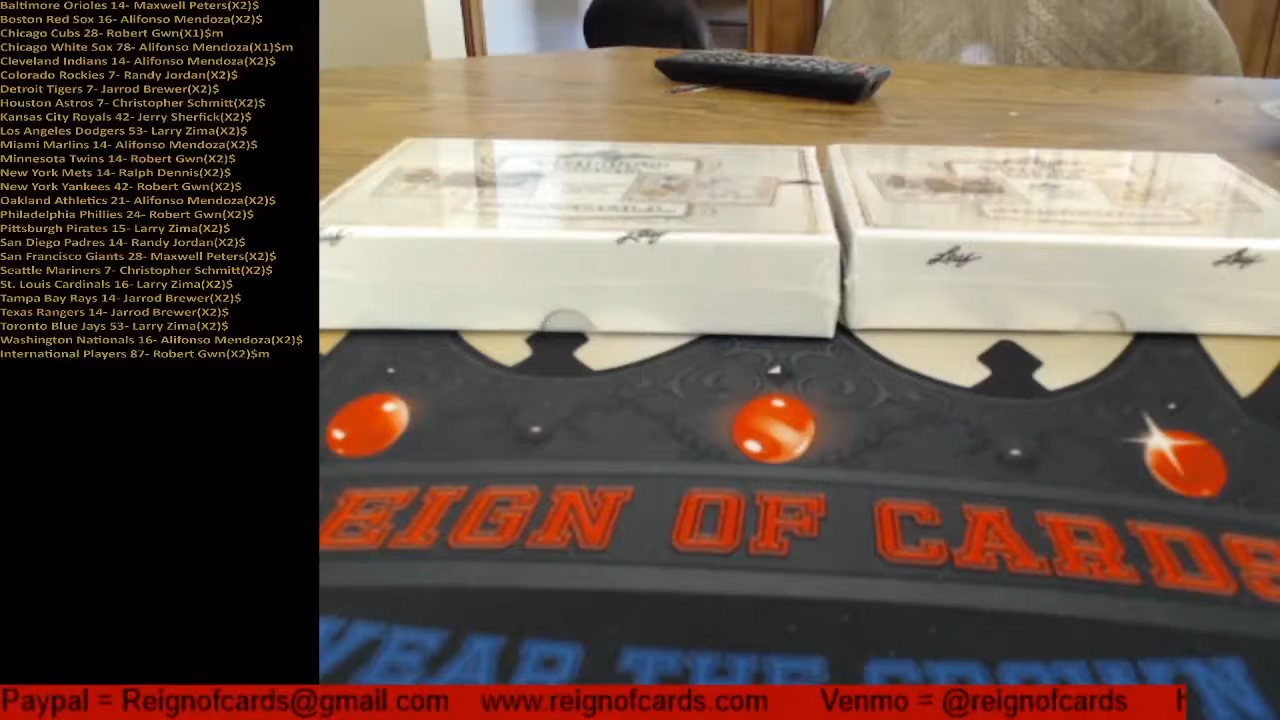 Baltimore Orioles 14- Maxwell Peters(X2)$
Boston Red Sox 16- Alifonso Mendoza(X2)$
Chicago Cubs 28- Robert Gwn(X1)$m
Chicago White Sox 78- Alifonso Mendoza(X1)$m
Cleveland Indians 14- Alifonso Mendoza(X2)$
Colorado Rockies 7- Randy Jordan(X2)$
Detroit Tigers 7- Jarrod Brewer(X2)$
Houston Astros 7- Christopher Schmitt(X2)$
Kansas City Royals 42- Jerry Sherfick(X2)$
Los Angeles Dodgers 53- Larry Zima(X2)$
Miami Marlins 14- Alifonso Mendoza(X2)$
Minnesota Twins 14- Robert Gwn(X2)$
New York Mets 14- Ralph Dennis(X2)$
New York Yankees 42- Robert Gwn(X2)$
Oakland Athletics 21- Alifonso Mendoza(X2)$
Philadelphia Phillies 24- Robert Gwn(X2)$
Pittsburgh Pirates 15- Larry Zima(X2)$
San Diego Padres 14- Randy Jordan(X2)$
San Francisco Giants 28- Maxwell Peters(X2)$
Seattle Mariners 7- Christopher Schmitt(X2)$
St. Louis Cardinals 16- Larry Zima(X2)$
Tampa Bay Rays 14- Jarrod Brewer(X2)$
Texas Rangers 14- Jarrod Brewer(X2)$
Toronto Blue Jays 53- Larry Zima(X2)$
Washington Nationals 16- Alifonso Mendoza(X2)$
International Players 87- Robert Gwn(X2)$m
Leaf
Leaf Leaf
EIGN OF CARDS
WEAR THE CROWN
Paypal = Reignofcards@gmail.com www.reignofcards.com Venmo = @reignofcards